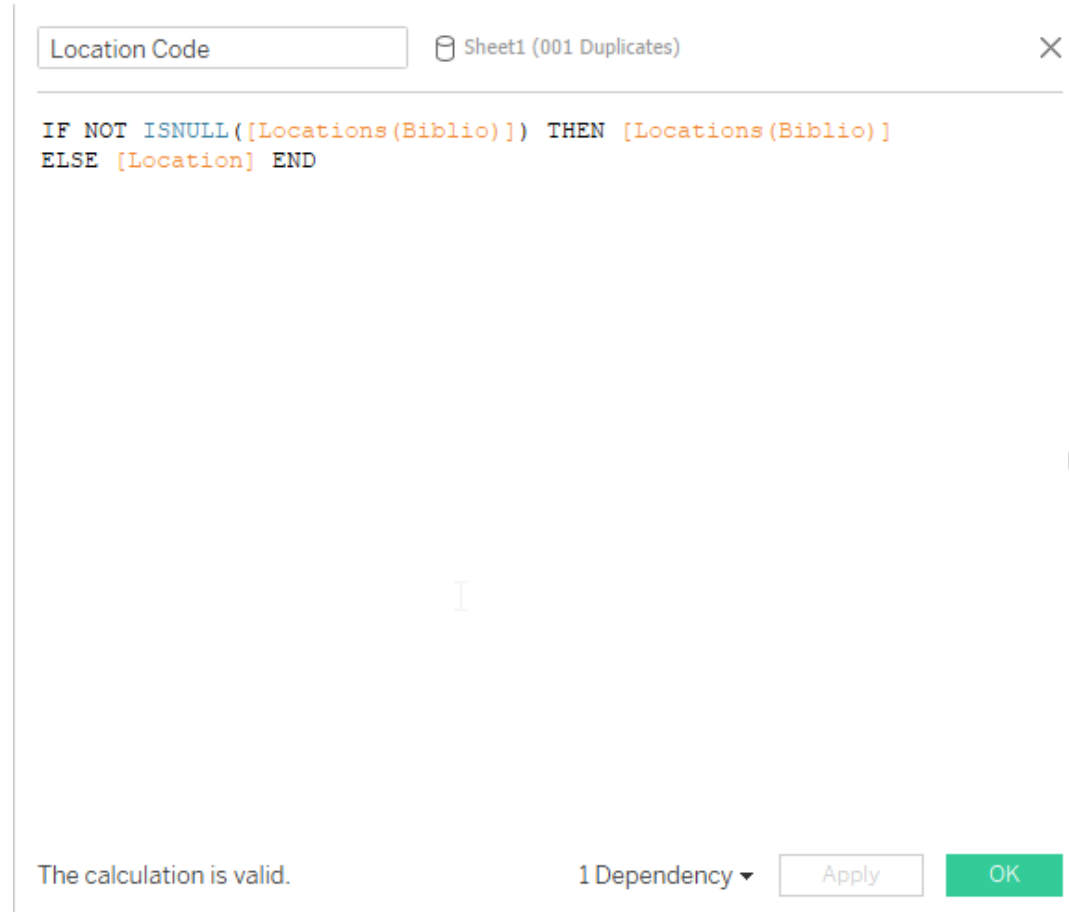 Location Code
Sheet1 (001 Duplicates)
IF NOT ISNULL([Locations(Biblio)]) THEN [Locations(Biblio)]
ELSE [Location] END
The calculation is valid.
1 Dependency
Apply
OK